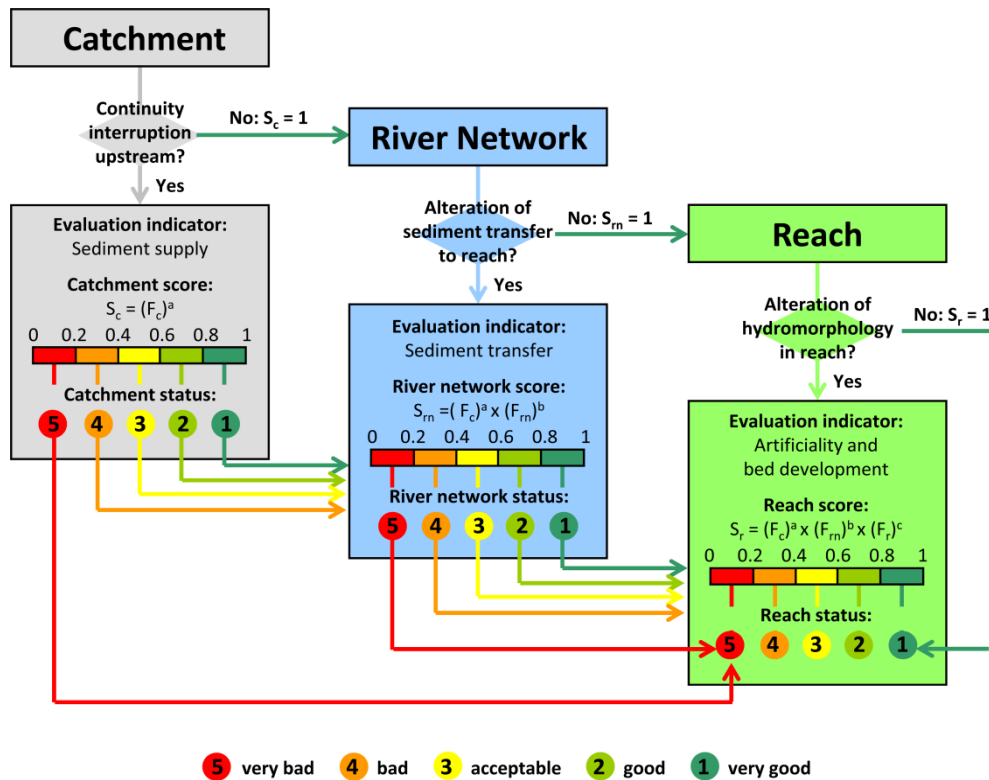 Catchment
Continuity
interruption
upstream?
No: Sc = 1
Yes
Evaluation indicator:
Sediment supply
Catchment score:
Sc = (Fc)^a
0 0.2 0.4 0.6 0.8 1
Catchment status:
5 4 3 2 1
River Network
Alteration of
sediment transfer
to reach?
No: Srn = 1
Yes
Evaluation indicator:
Sediment transfer
River network score:
Srn =( Fc)^a x (Frn)^b
0 0.2 0.4 0.6 0.8 1
River network status:
5 4 3 2 1
Reach
Alteration of
hydromorphology
in reach?
No: Sr = 1
Yes
Evaluation indicator:
Artificiality and
bed development
Reach score:
Sr = (Fc)^a x (Frn)^b x (Fr)^c
0 0.2 0.4 0.6 0.8 1
Reach status:
5 4 3 2 1
5 very bad 4 bad 3 acceptable 2 good 1 very good